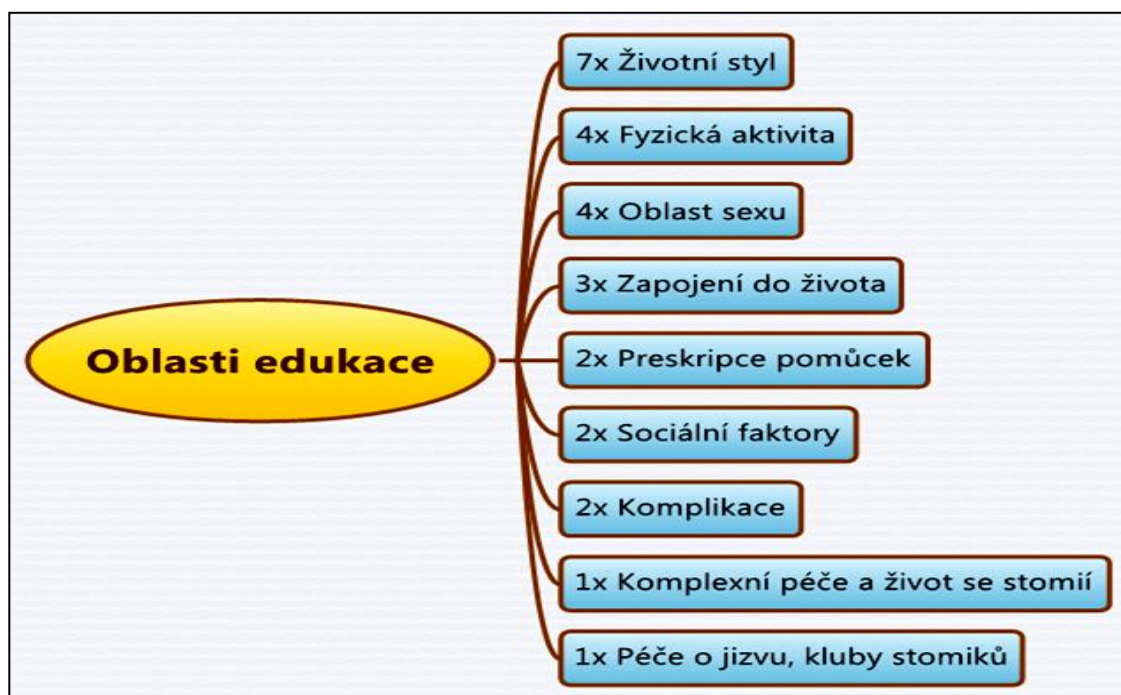 Oblasti edukace
7x Životní styl
4x Fyzická aktivita
4x Oblast sexu
3x Zapojení do života
2x Preskripce pomůcek
2x Sociální faktory
2x Komplikace
1x Komplexní péče a život se stomií
1x Péče o jizvu, kluby stomiků